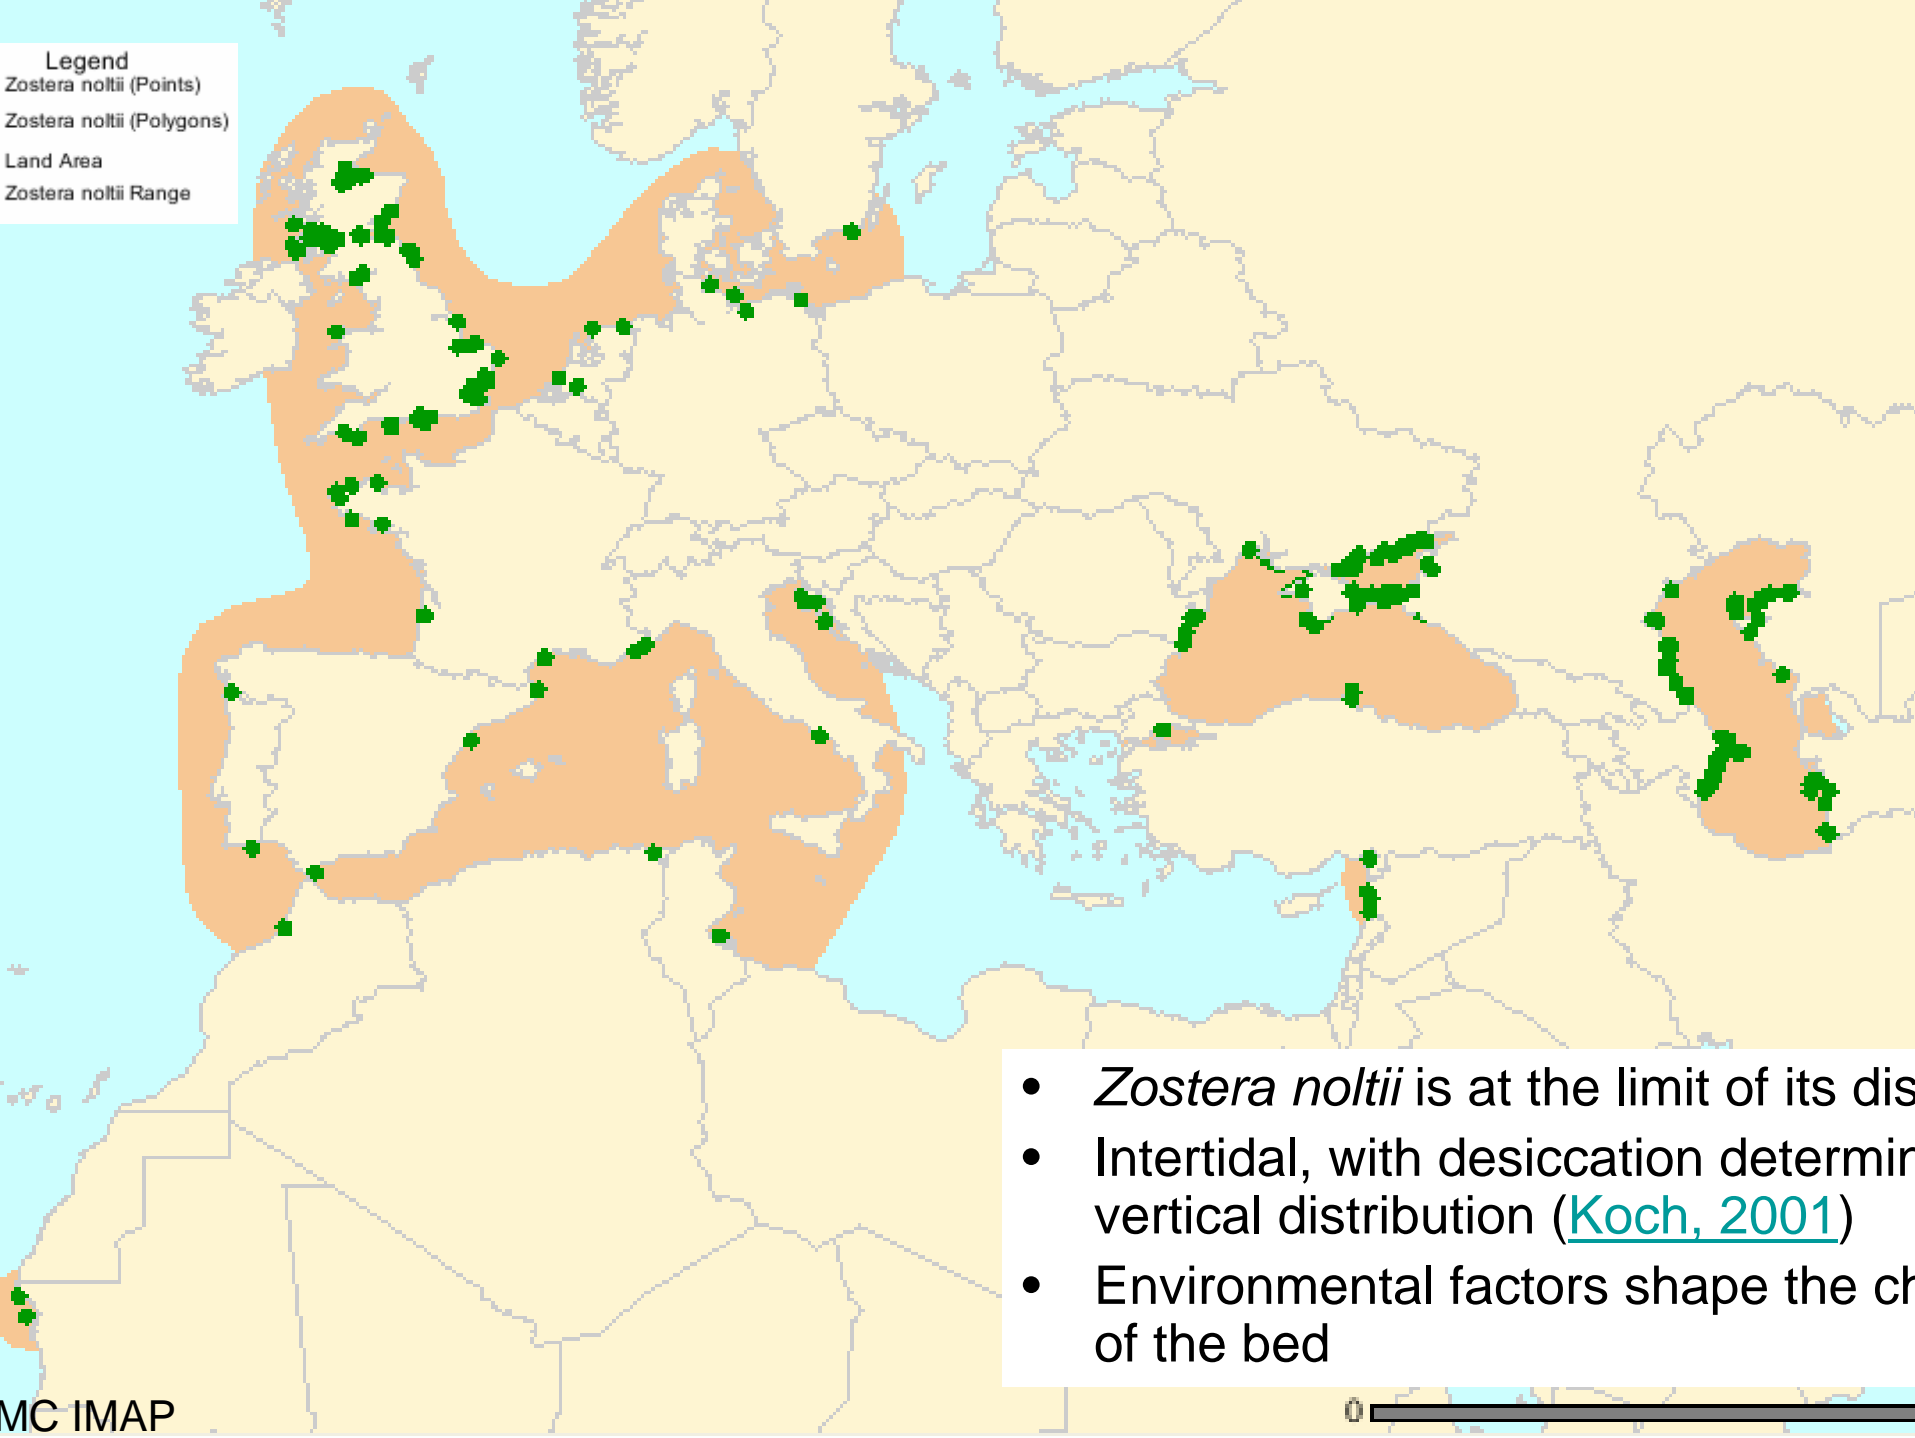 Legend
Zostera noltii (Points)
Zostera noltii (Polygons)
Land Area
Zostera noltii Range
• Zostera noltii is at the limit of its dis
• Intertidal, with desiccation determin
vertical distribution (Koch, 2001)
• Environmental factors shape the ch
of the bed
MC IMAP
0